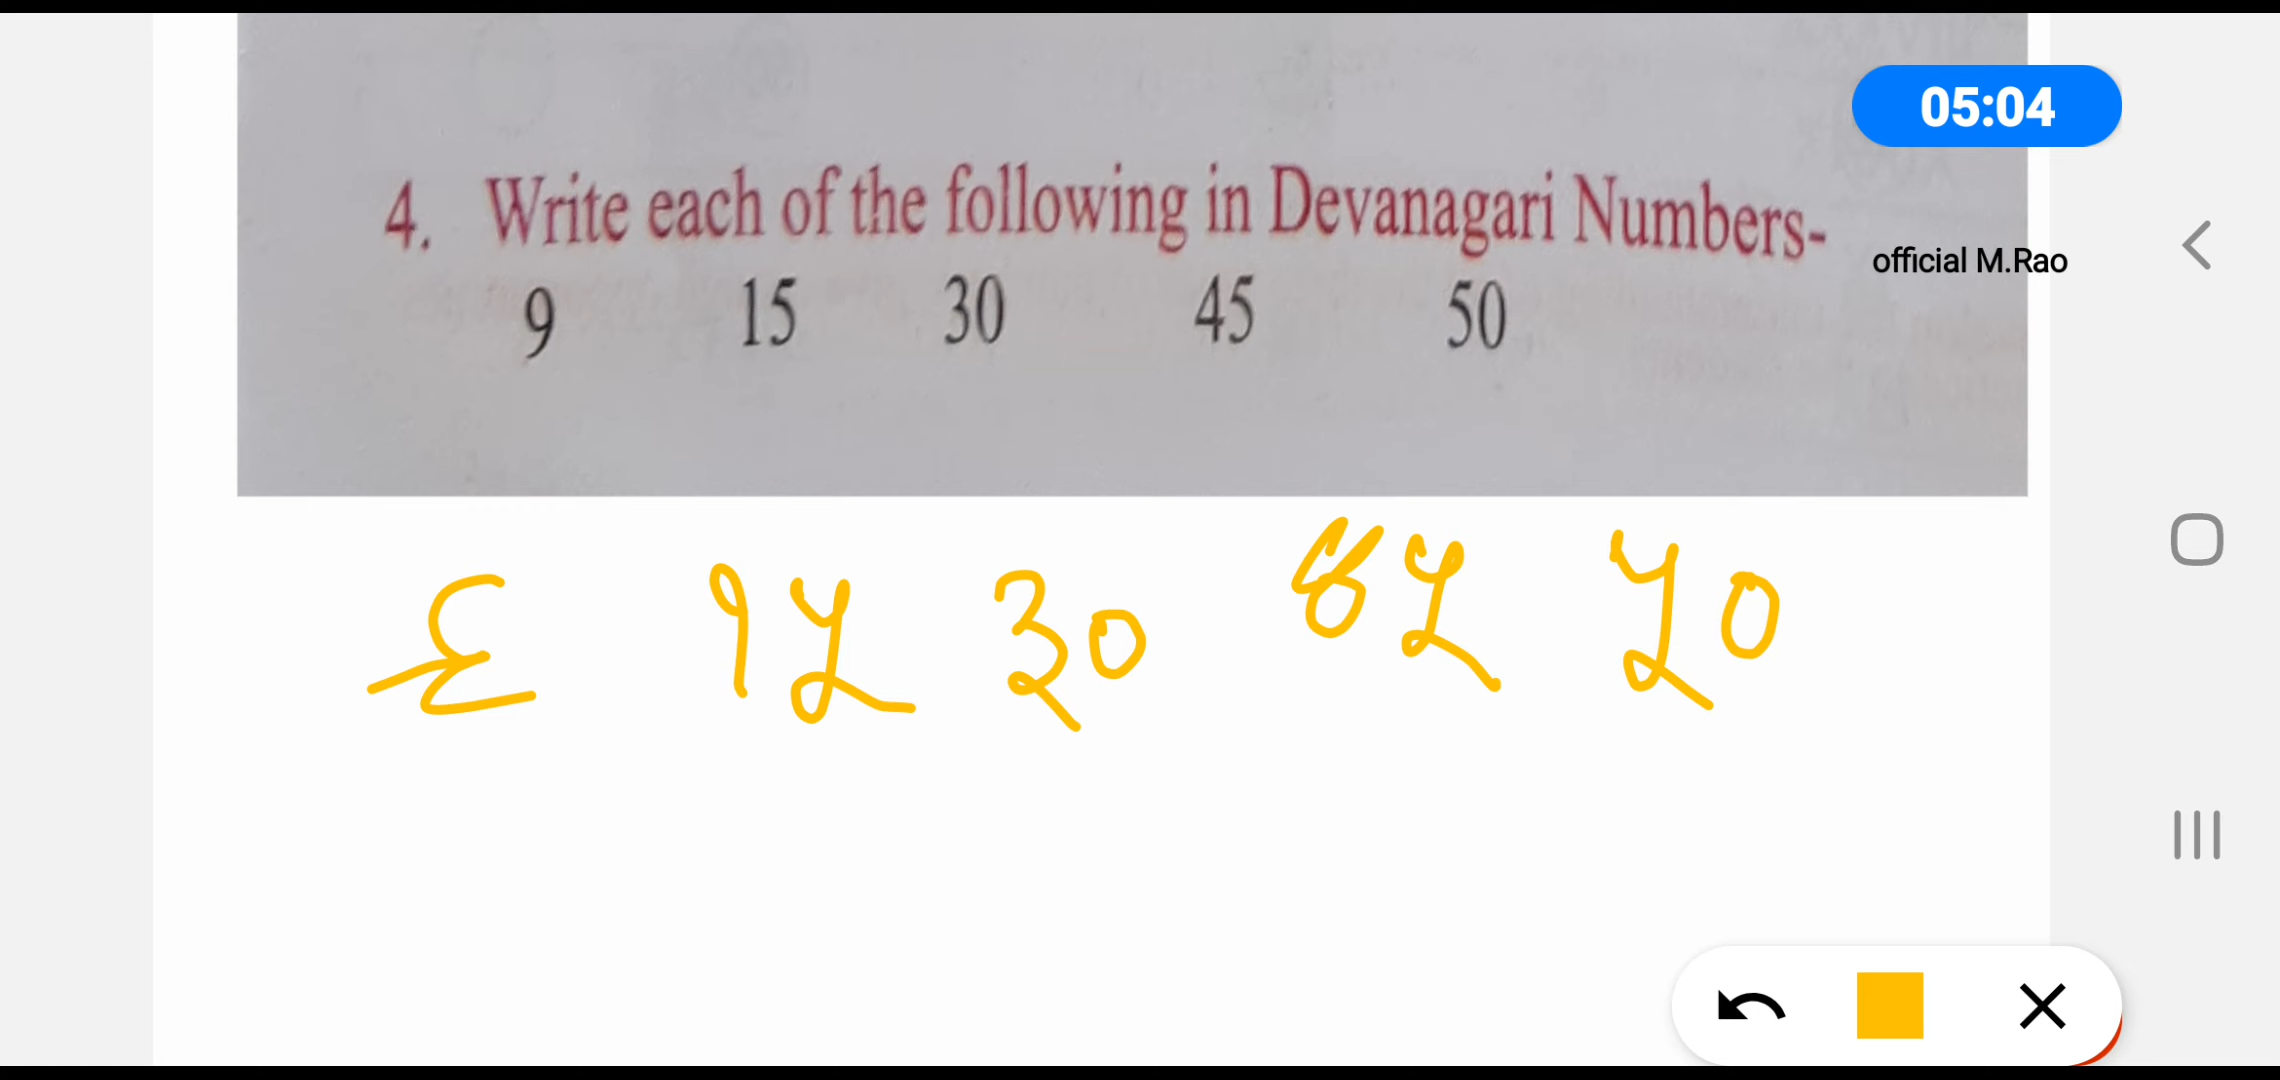 05:04
4. Write each of the following in Devanagari Numbers-
official M.Rao
9 15 30 45 50
९ १५ ३० ४५ ५०